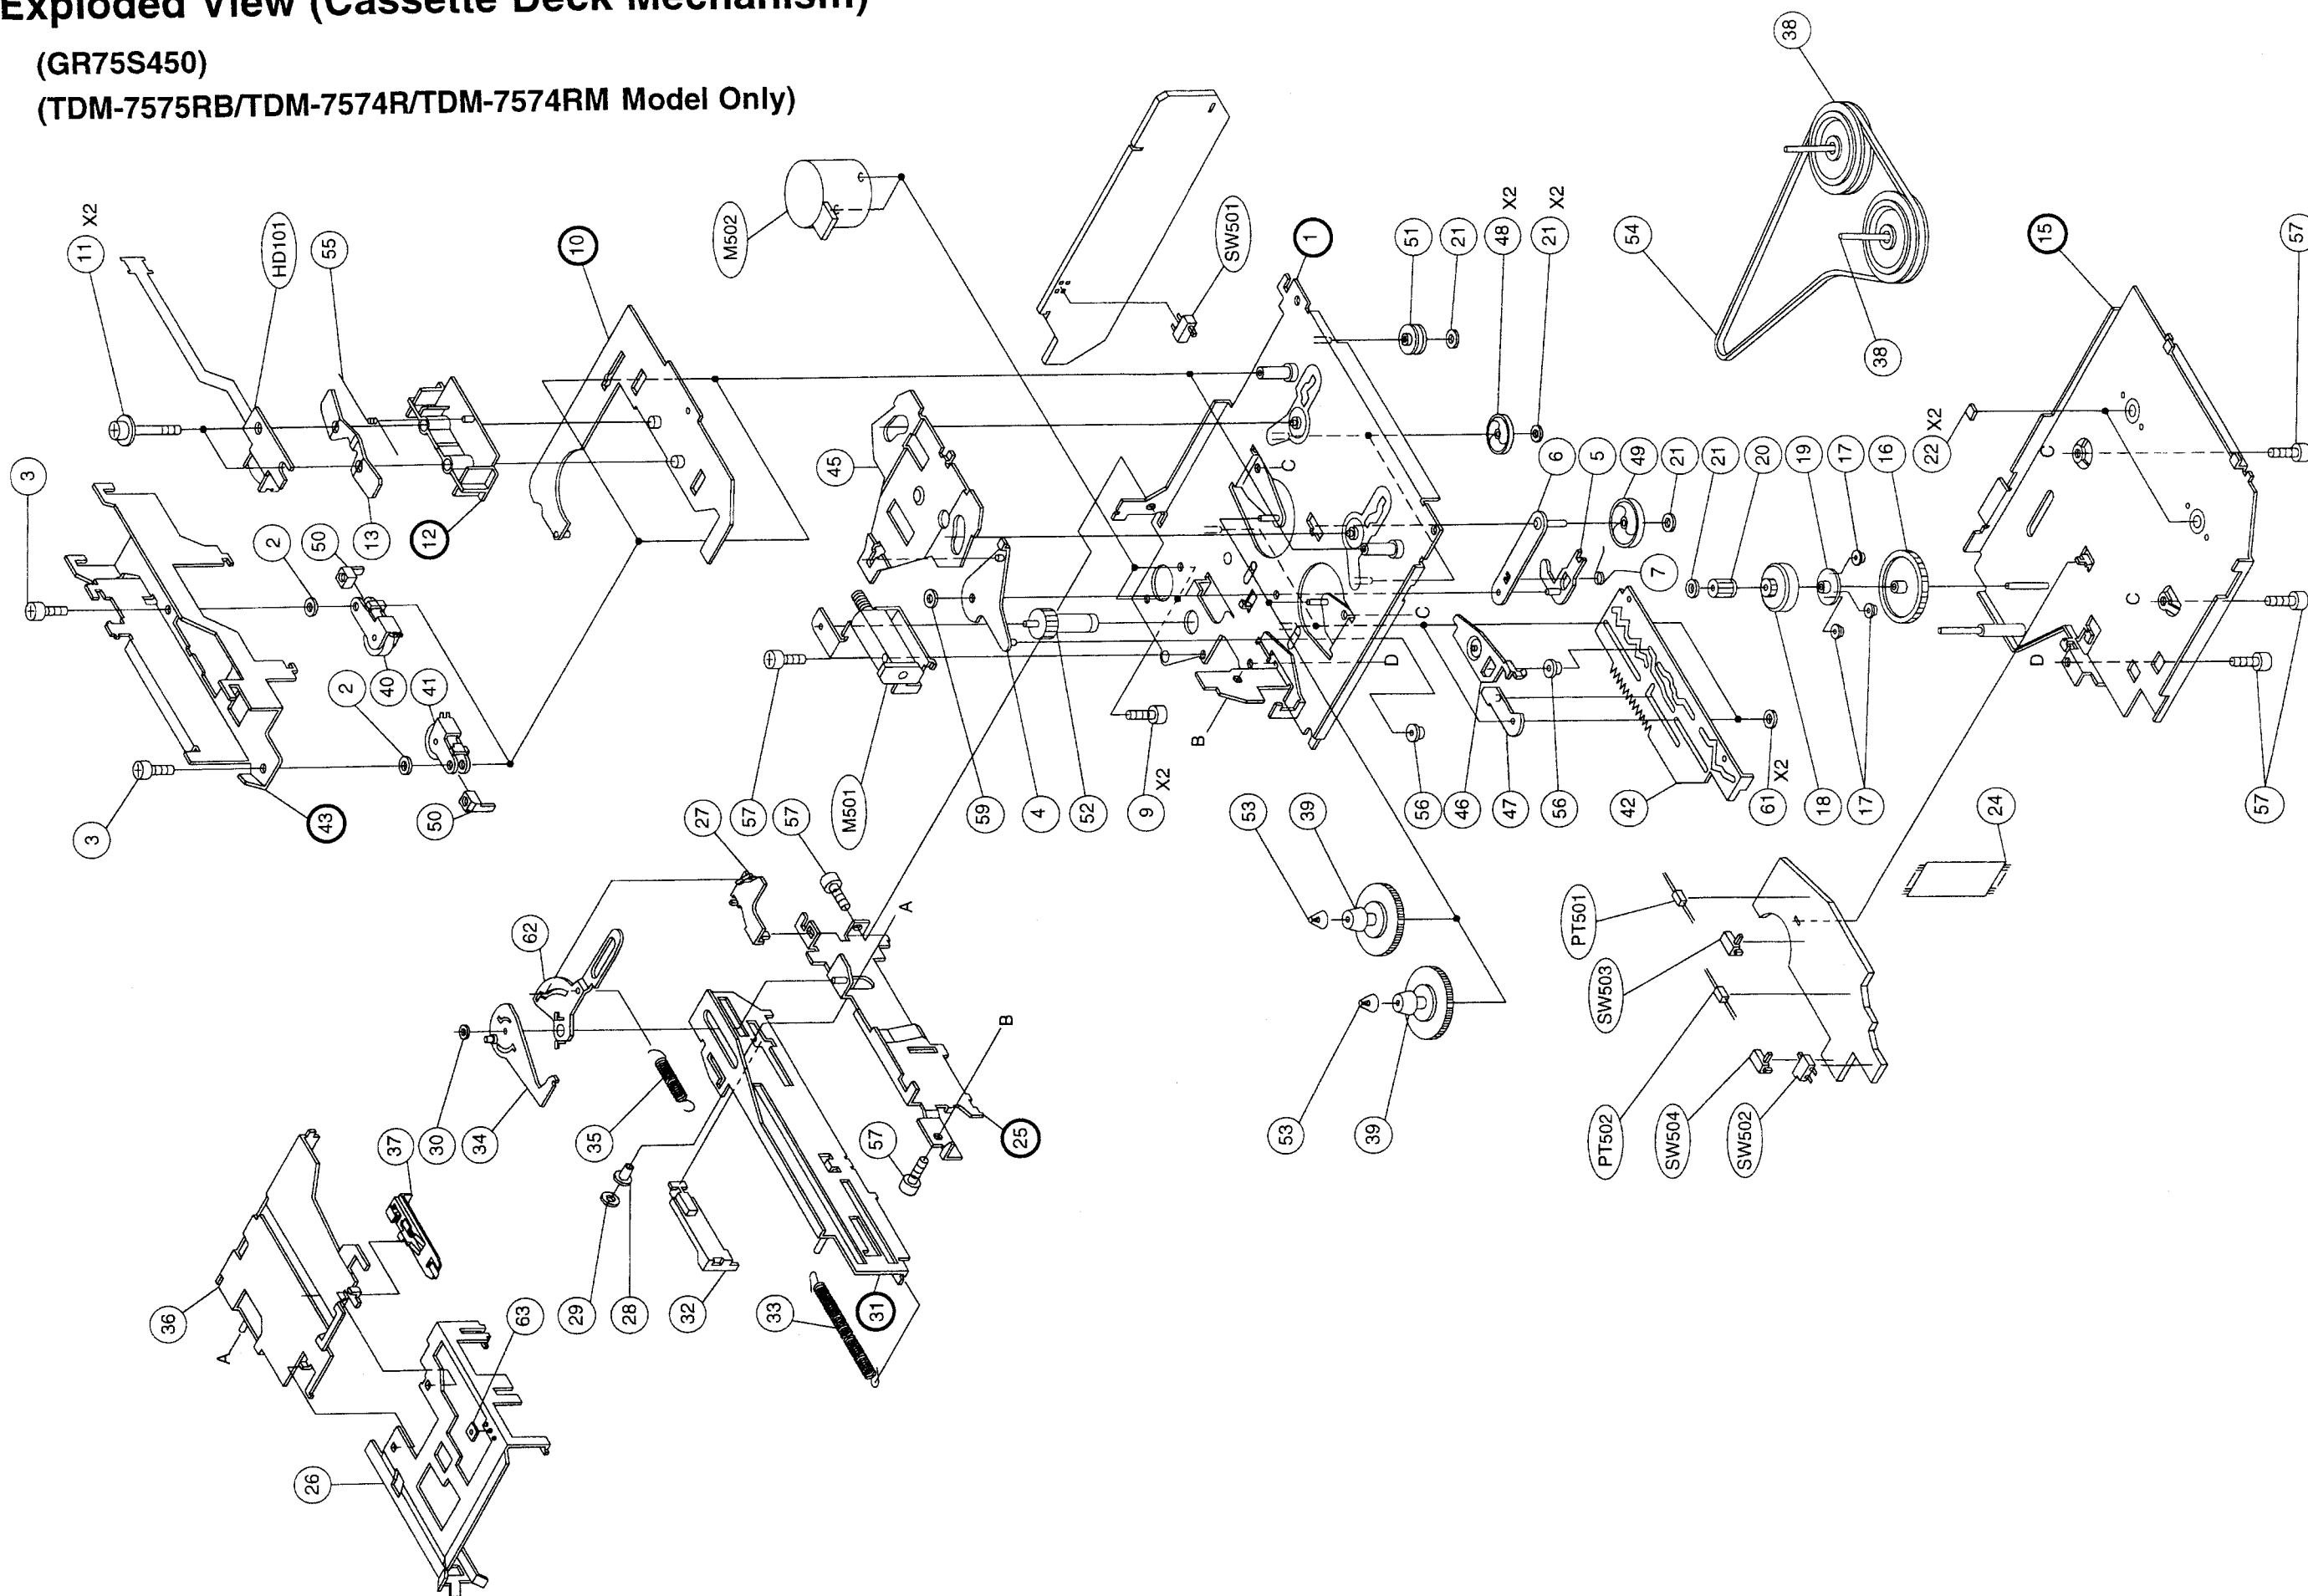 Exploded View (Cassette Deck Mechanism)
(GR75S450)
(TDM-7575RB/TDM-7574R/TDM-7574RM Model Only)
38
11 X2
HD101
55
10
M502
SW501
1
51
21
48 X2
21 X2
54
38
15
57
3
2
50
13
12
45
6
5
49
21
21
20
19
17
16
22 X2
C
C
7
2
40
41
C
D
C
D
B
3
43
50
27
57
57
M501
59
4
52
9 X2
53
39
56
46
47
56
42
61 X2
18
17
24
57
62
A
PT501
SW503
53
39
B
30
34
35
57
25
PT502
SW504
SW502
37
36
A
63
29
28
32
33
31
26